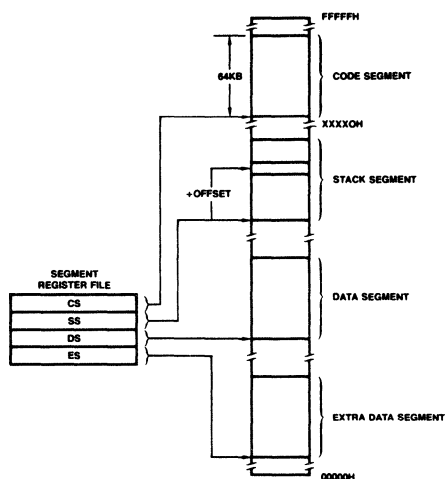 FFFFFH
64KB
CODE SEGMENT
XXXX0H
STACK SEGMENT
+OFFSET
SEGMENT
REGISTER FILE
CS
SS
DS
ES
DATA SEGMENT
EXTRA DATA SEGMENT
00000H